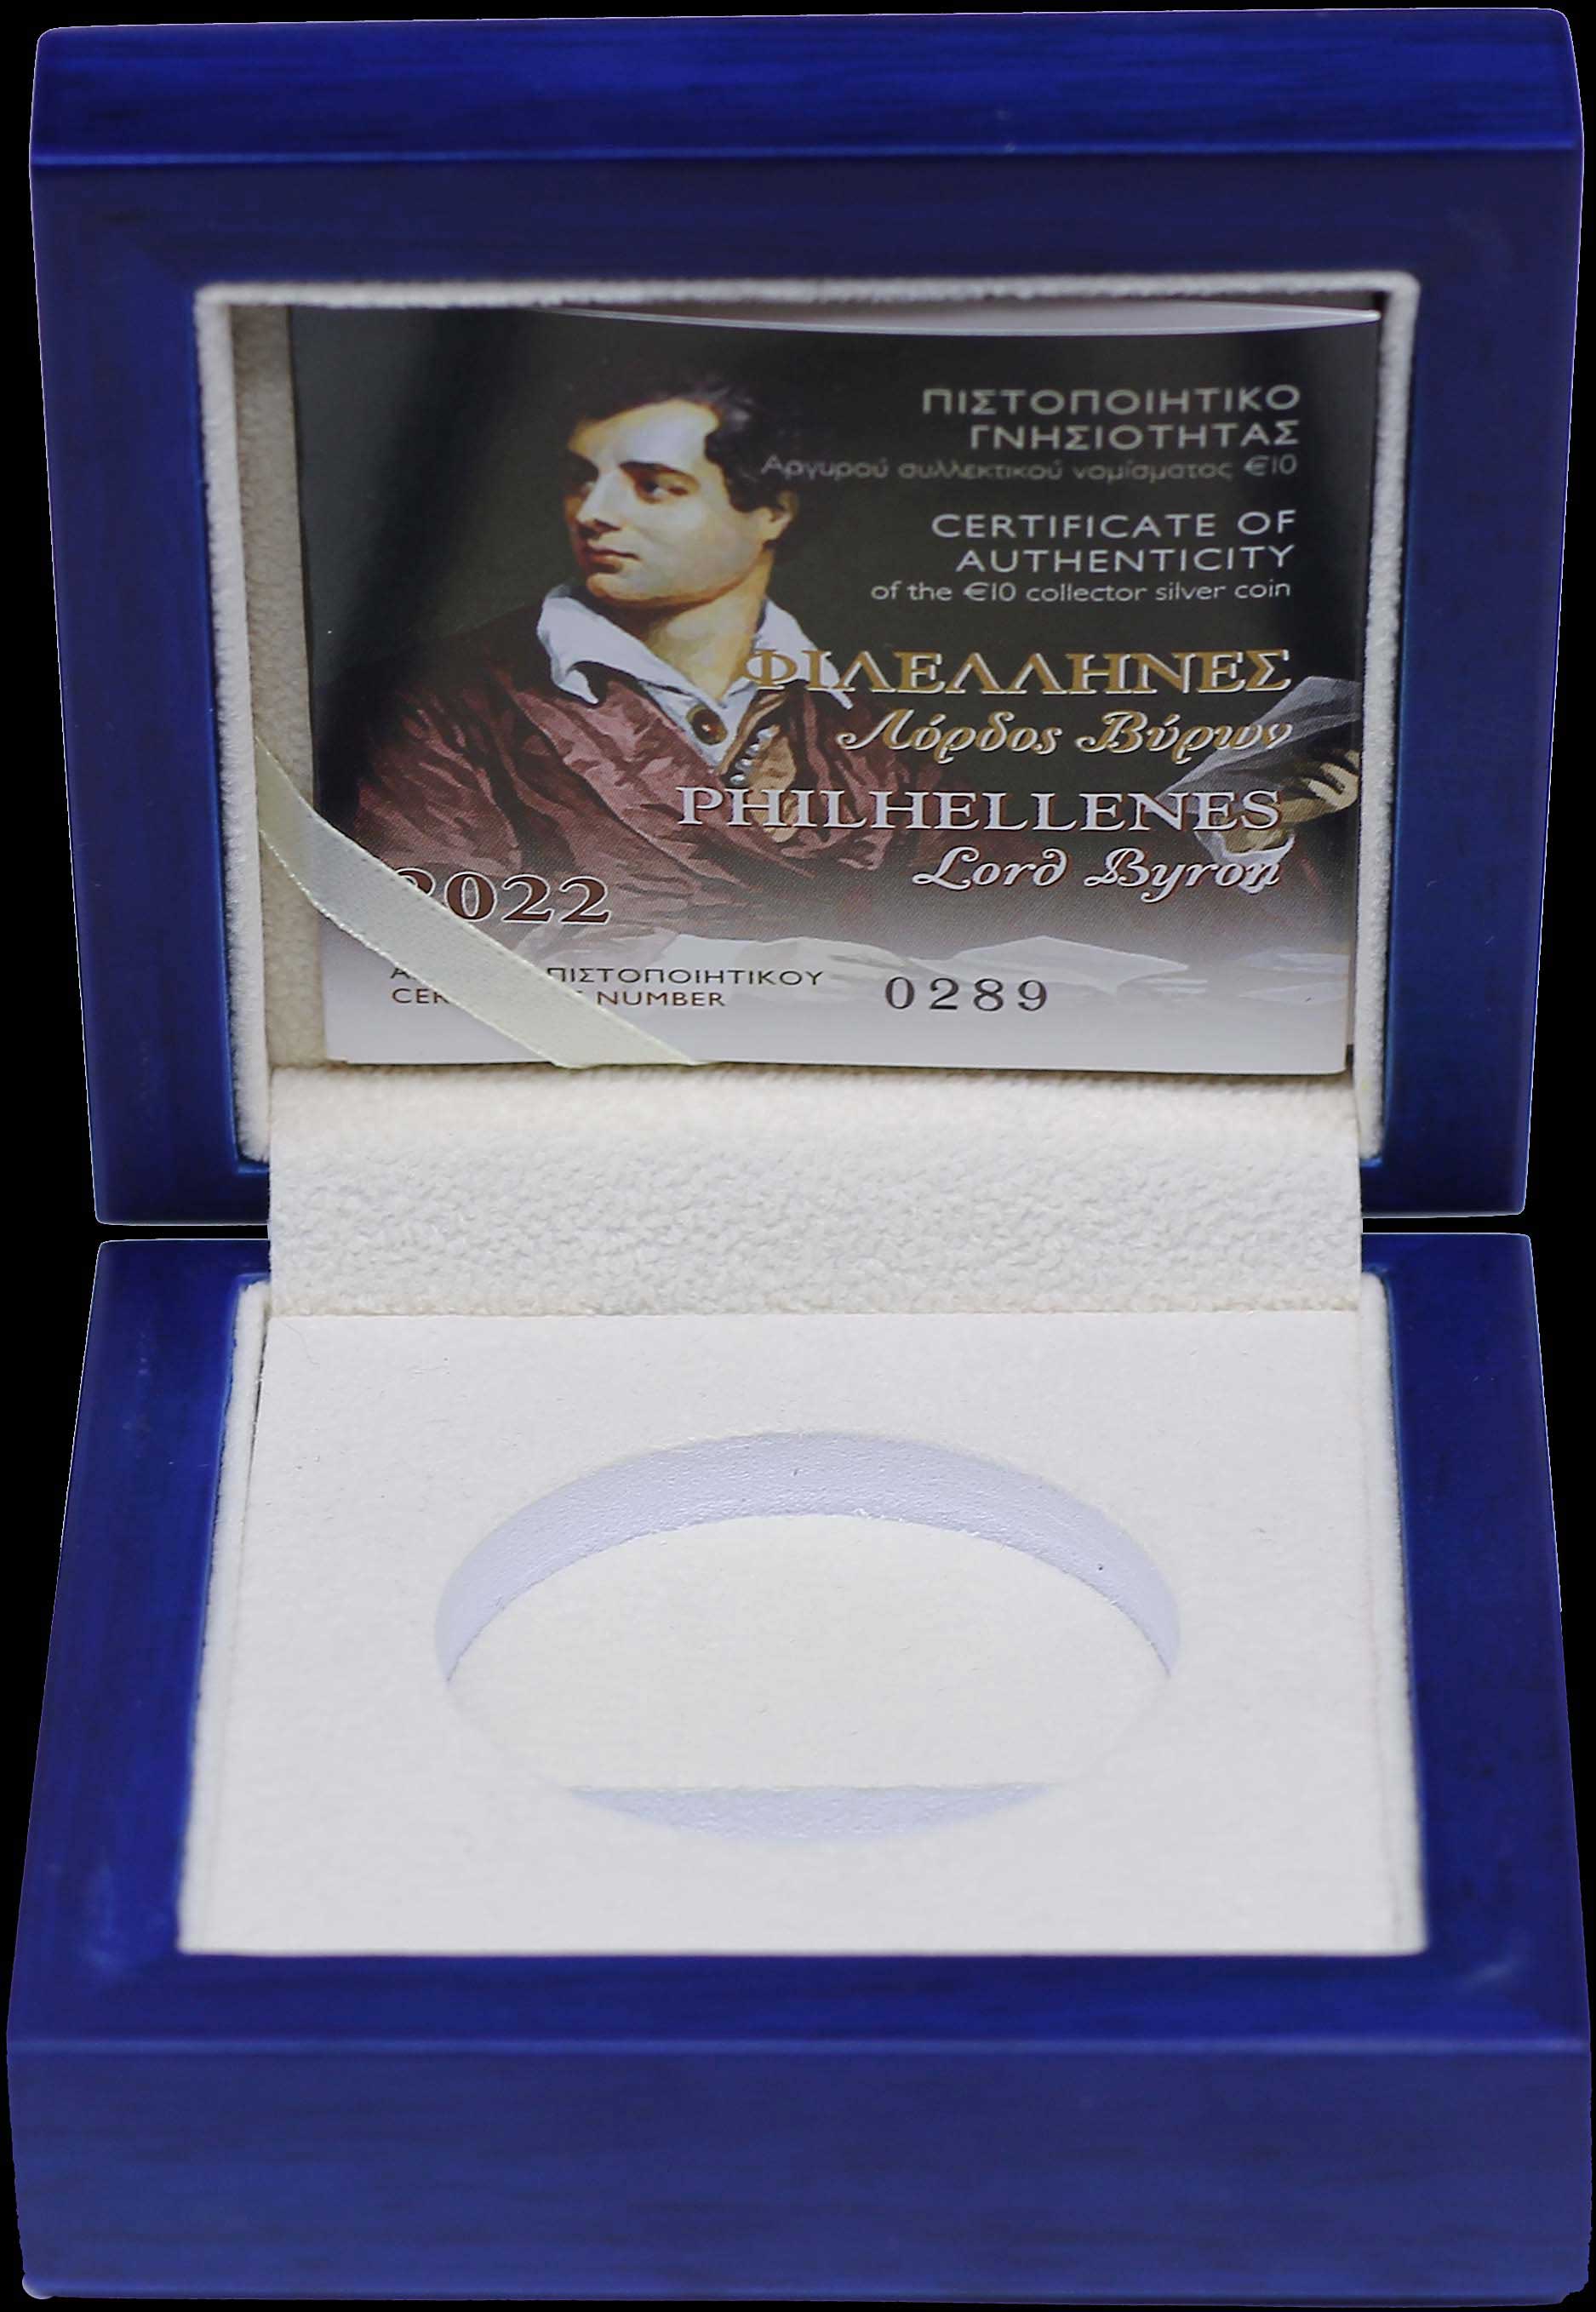 ΠΙΣΤΟΠΟΙΗΤΙΚΟ
ΓΝΗΣΙΟΤΗΤΑΣ
Αργυρού συλλεκτικού νομίσματος €10
CERTIFICATE OF
AUTHENTICITY
of the €10 collector silver coin
ΦΙΛΕΛΛΗΝΕΣ
Λόρδος Βύρων
PHILHELLENES
Lord Byron
2022
ΠΙΣΤΟΠΟΙΗΤΙΚΟΥ
NUMBER
0289